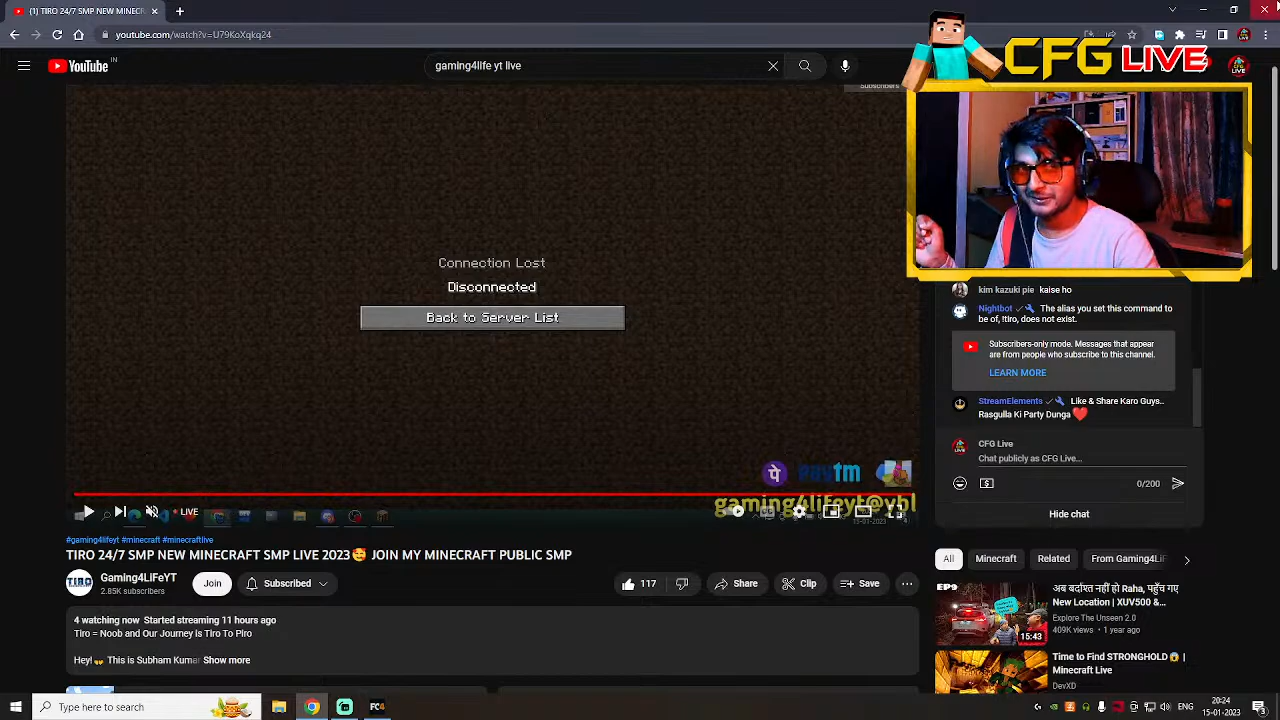 (1) TIRO 24/7 SMP NEW MINECR
youtube.com/watch?v=U79KoXqkq24
CFG LIVE
YouTube IN
gaming4life yt live
Subscribers
Connection Lost
Disconnected
Back to Server List
kim kazuki pie kaise ho
Nightbot The alias you set this command to
be of, !tiro, does not exist.
Subscribers-only mode. Messages that appear
are from people who subscribe to this channel.
LEARN MORE
StreamElements Like & Share Karo Guys..
Rasgulla Ki Party Dunga ❤️
CFG Live
Chat publicly as CFG Live...
0/200
Hide chat
पे paytm
gaming4lifeyt@ybl
LIVE
15-01-2023
#gaming4lifeyt #minecraft #minecraftlive
TIRO 24/7 SMP NEW MINECRAFT SMP LIVE 2023🥰 JOIN MY MINECRAFT PUBLIC SMP
TIRO
GamIng4LiFeYT
2.85K subscribers
Join
Subscribed
117
Share
Clip
Save
4 watching now Started streaming 11 hours ago
Tiro = Noob and Our Journey is Tiro To PIro
Hey! This is Subham Kumar Show more
All
Minecraft
Related
From GamIng4LiF
EP9
15:43
अब बर्दाश्त नहीं हो Raha, पहुँच गए
New Location | XUV500 &...
Explore The Unseen 2.0
409K views • 1 year ago
Time to Find STRONGHOLD😱 |
Minecraft Live
DevXD
Type here to search
FC4
20:24
15-01-2023